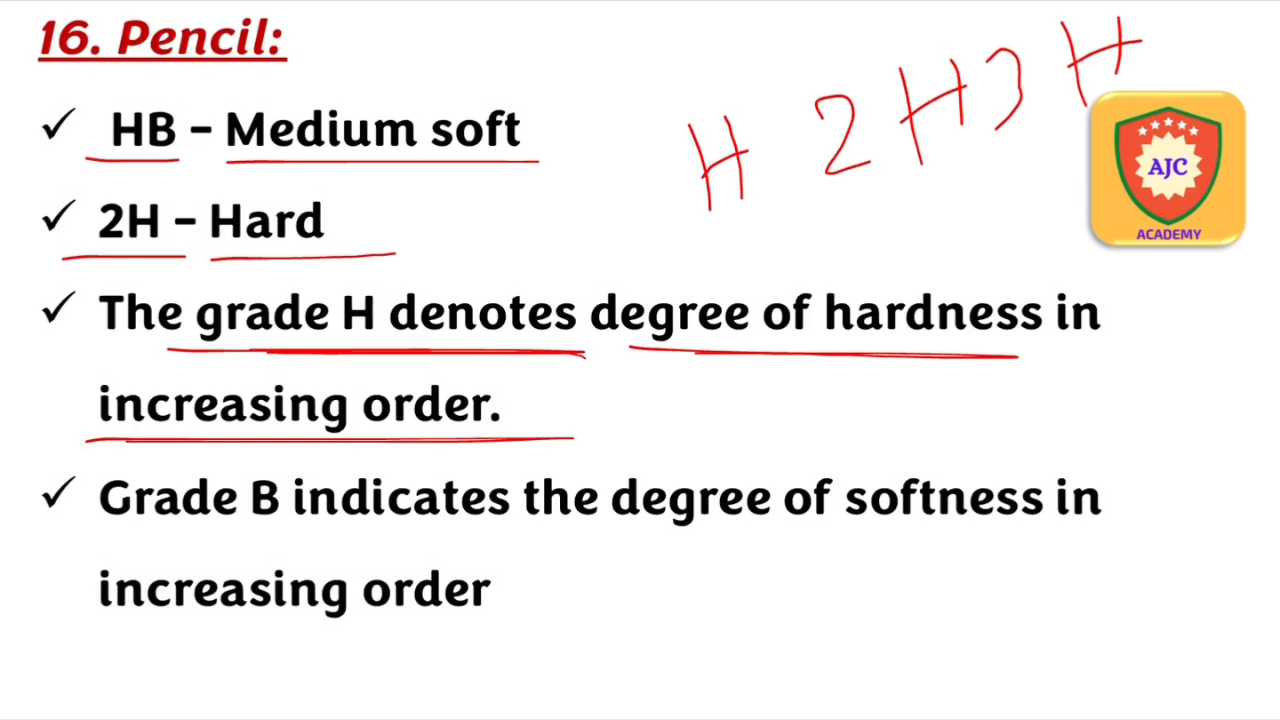 16. Pencil:
H 2H 3H
✓ HB – Medium soft
✓ 2H – Hard
✓ The grade H denotes degree of hardness in
increasing order.
✓ Grade B indicates the degree of softness in
increasing order
AJC
ACADEMY